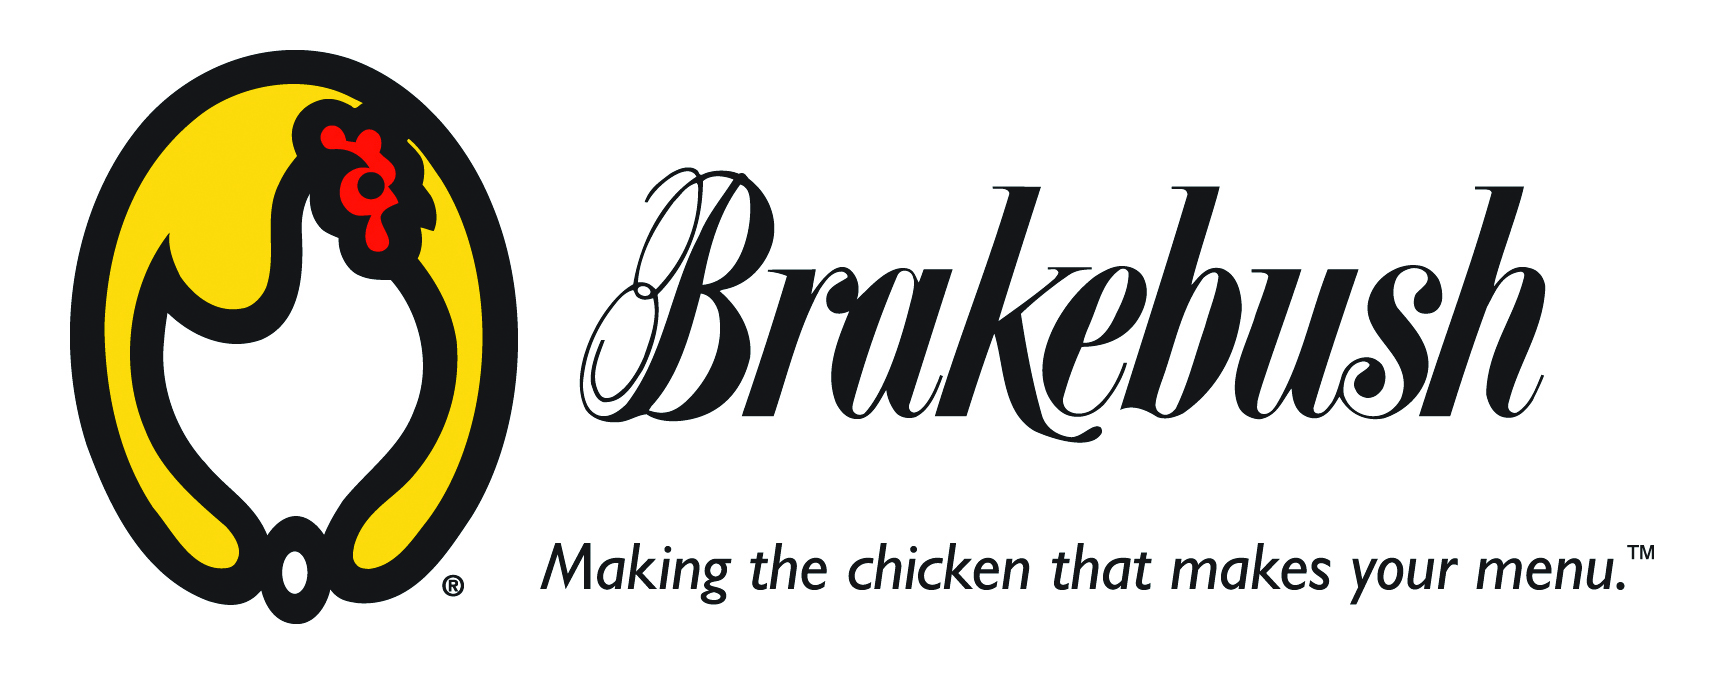 Brakebush
Making the chicken that makes your menu.™
®